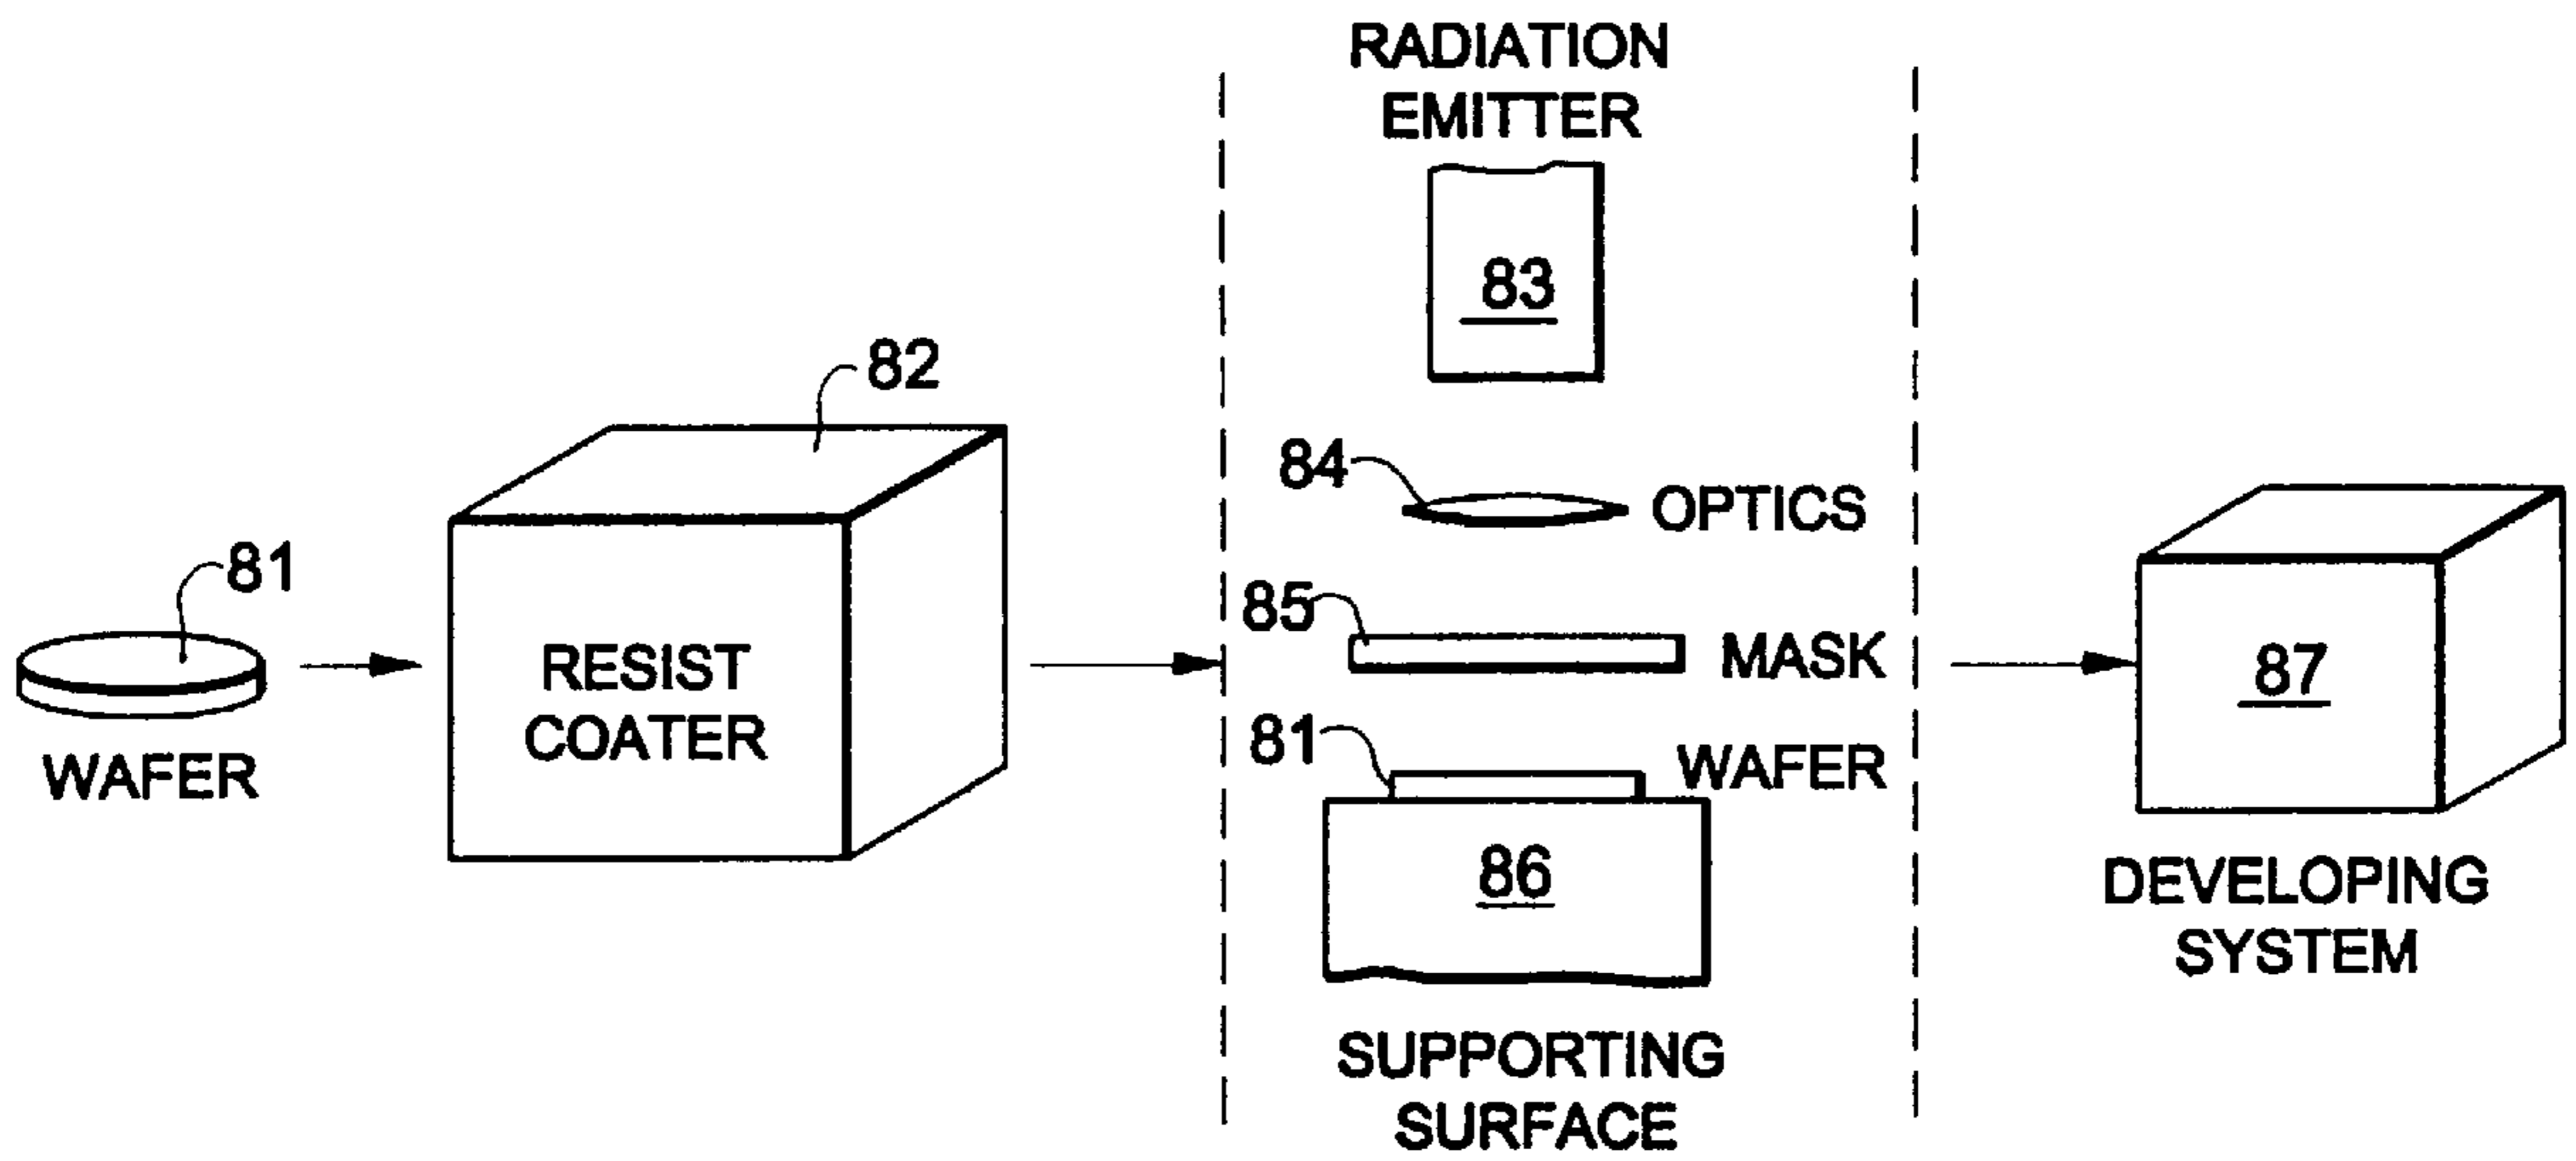 81
WAFER
82
RESIST
COATER
RADIATION
EMITTER
83
84
OPTICS
85
MASK
81
WAFER
86
SUPPORTING
SURFACE
87
DEVELOPING
SYSTEM